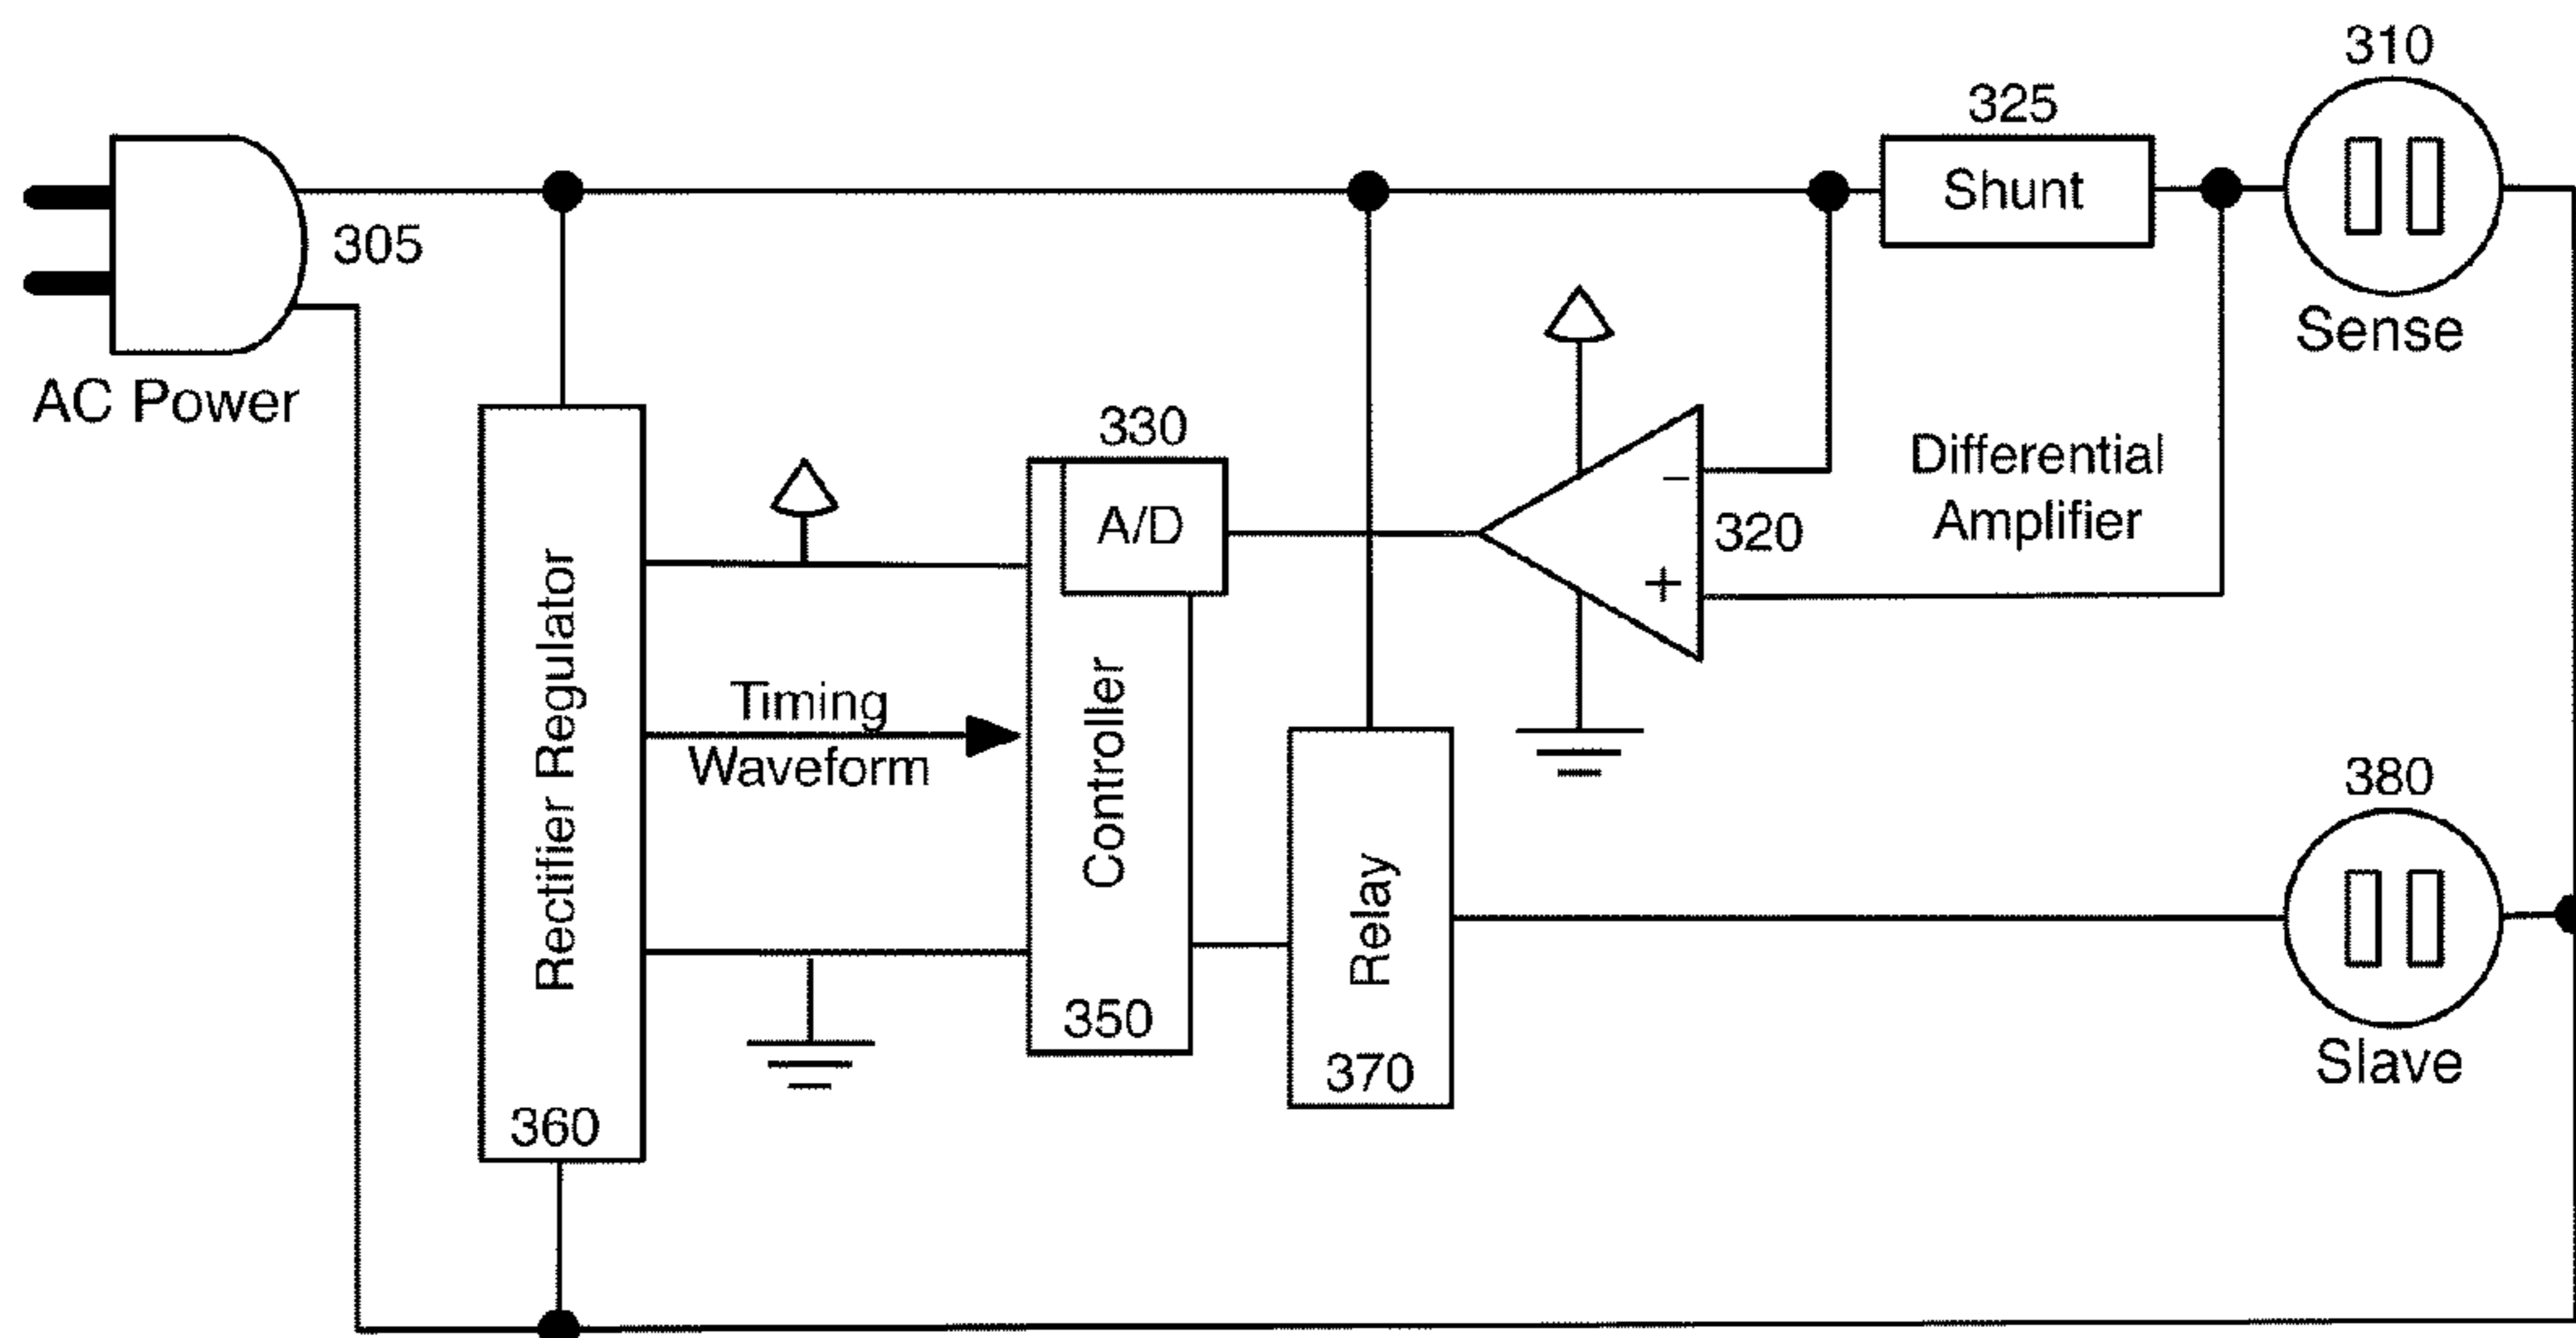 310
325
Shunt
305
Sense
AC Power
330
A/D
Differential
Amplifier
−
320
+
Rectifier Regulator
Timing
Waveform
Controller
350
Relay
370
380
Slave
360